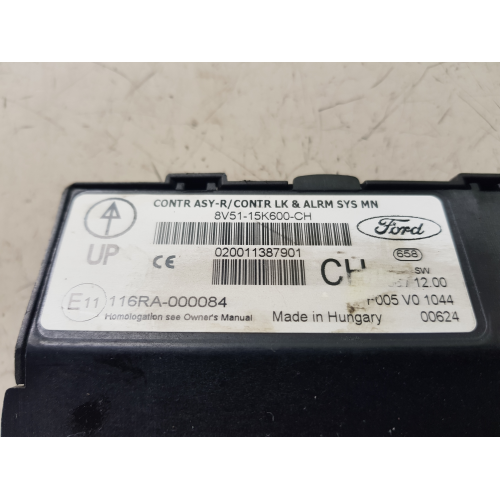 CONTR ASY-R/CONTR LK & ALRM SYS MN
8V51-15K600-CH
Ford
UP
CE
020011387901
CH
658
SW
/ 12.00
E11 116RA-000084
F005 V0 1044
Homologation see Owner's Manual
Made in Hungary
00624